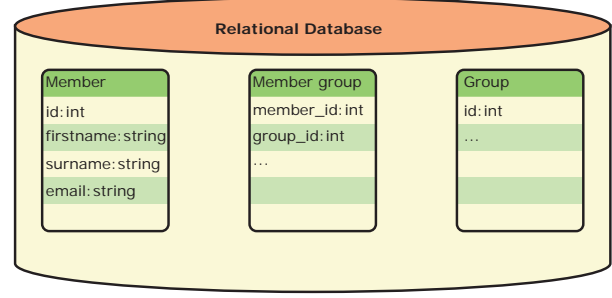 Relational Database
Member
id:int
firstname:string
surname:string
email:string
Member group
member_id:int
group_id:int
...
Group
id:int
...